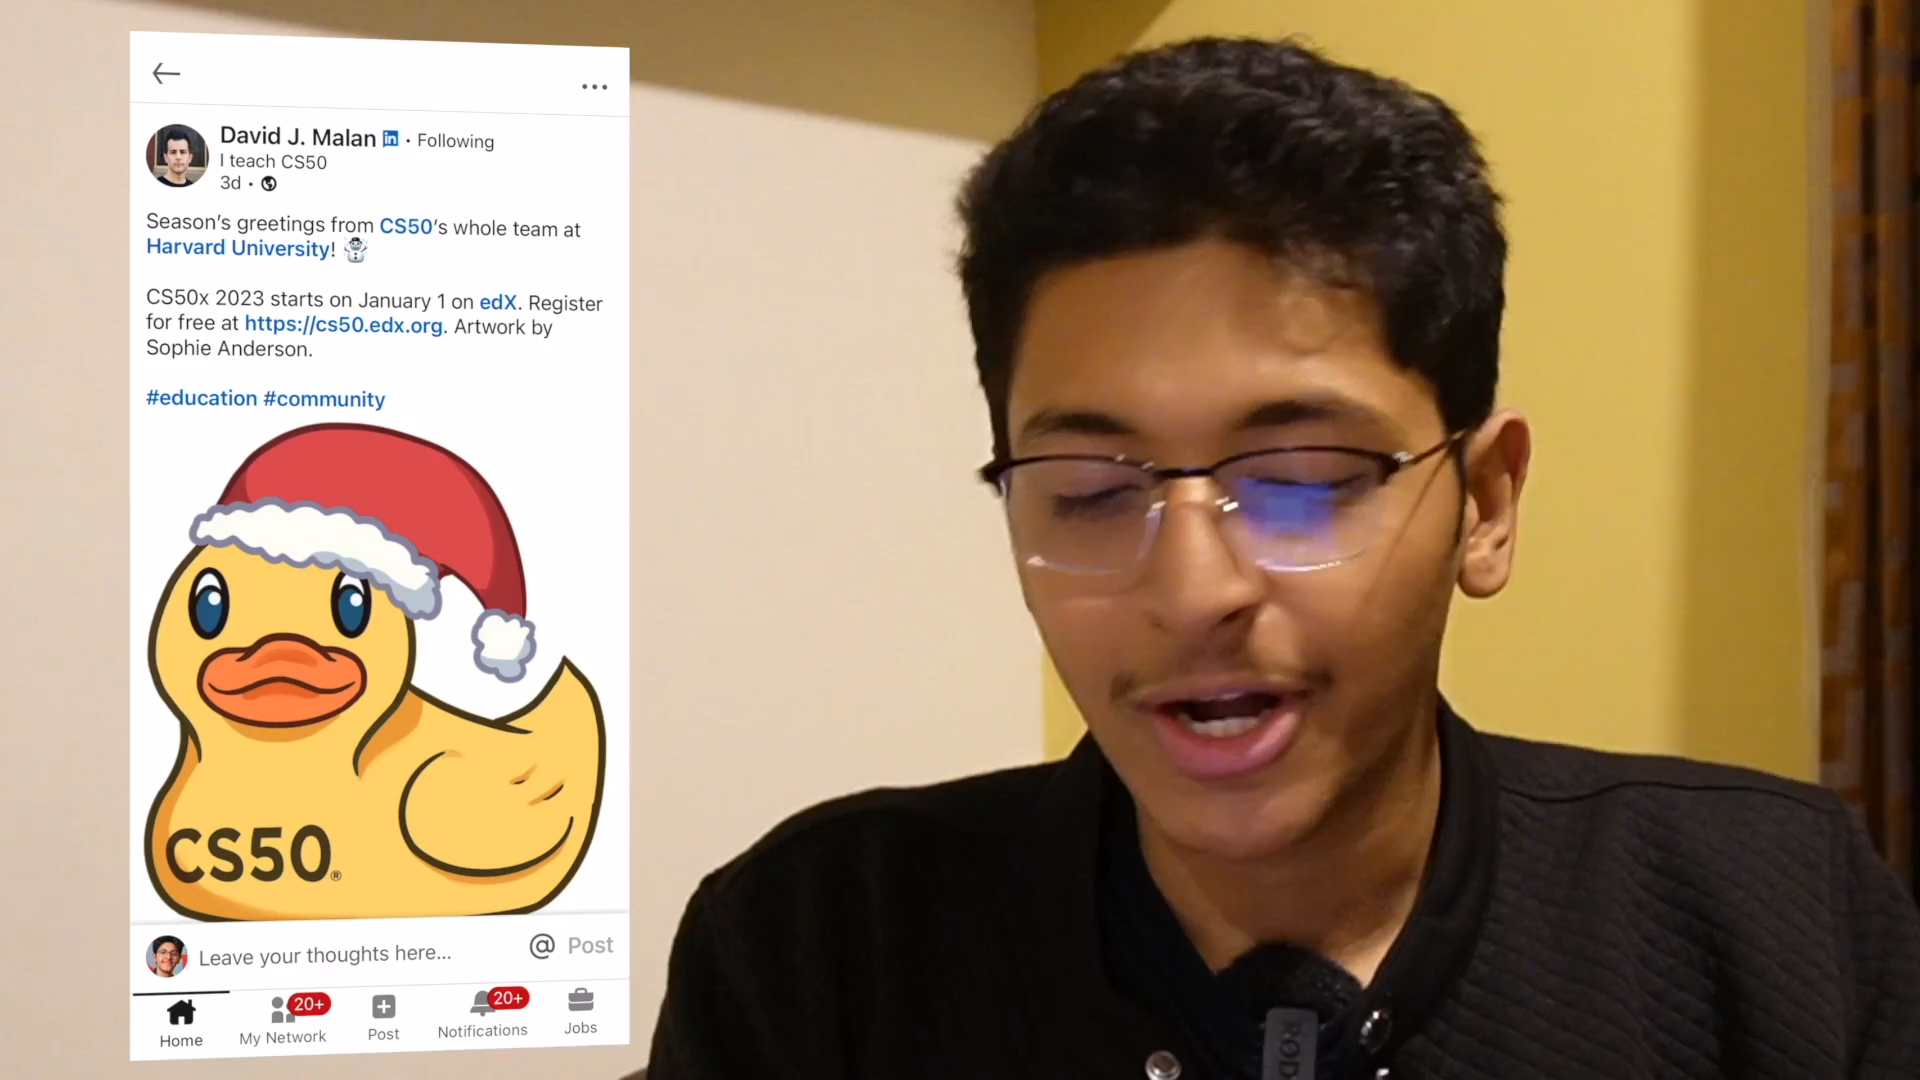 David J. Malan in • Following
I teach CS50
3d •
Season's greetings from CS50's whole team at
Harvard University!
CS50x 2023 starts on January 1 on edX. Register
for free at https://cs50.edx.org. Artwork by
Sophie Anderson.
#education #community
CS50®
Leave your thoughts here... @ Post
20+ 20+
Home My Network Post Notifications Jobs
RODE